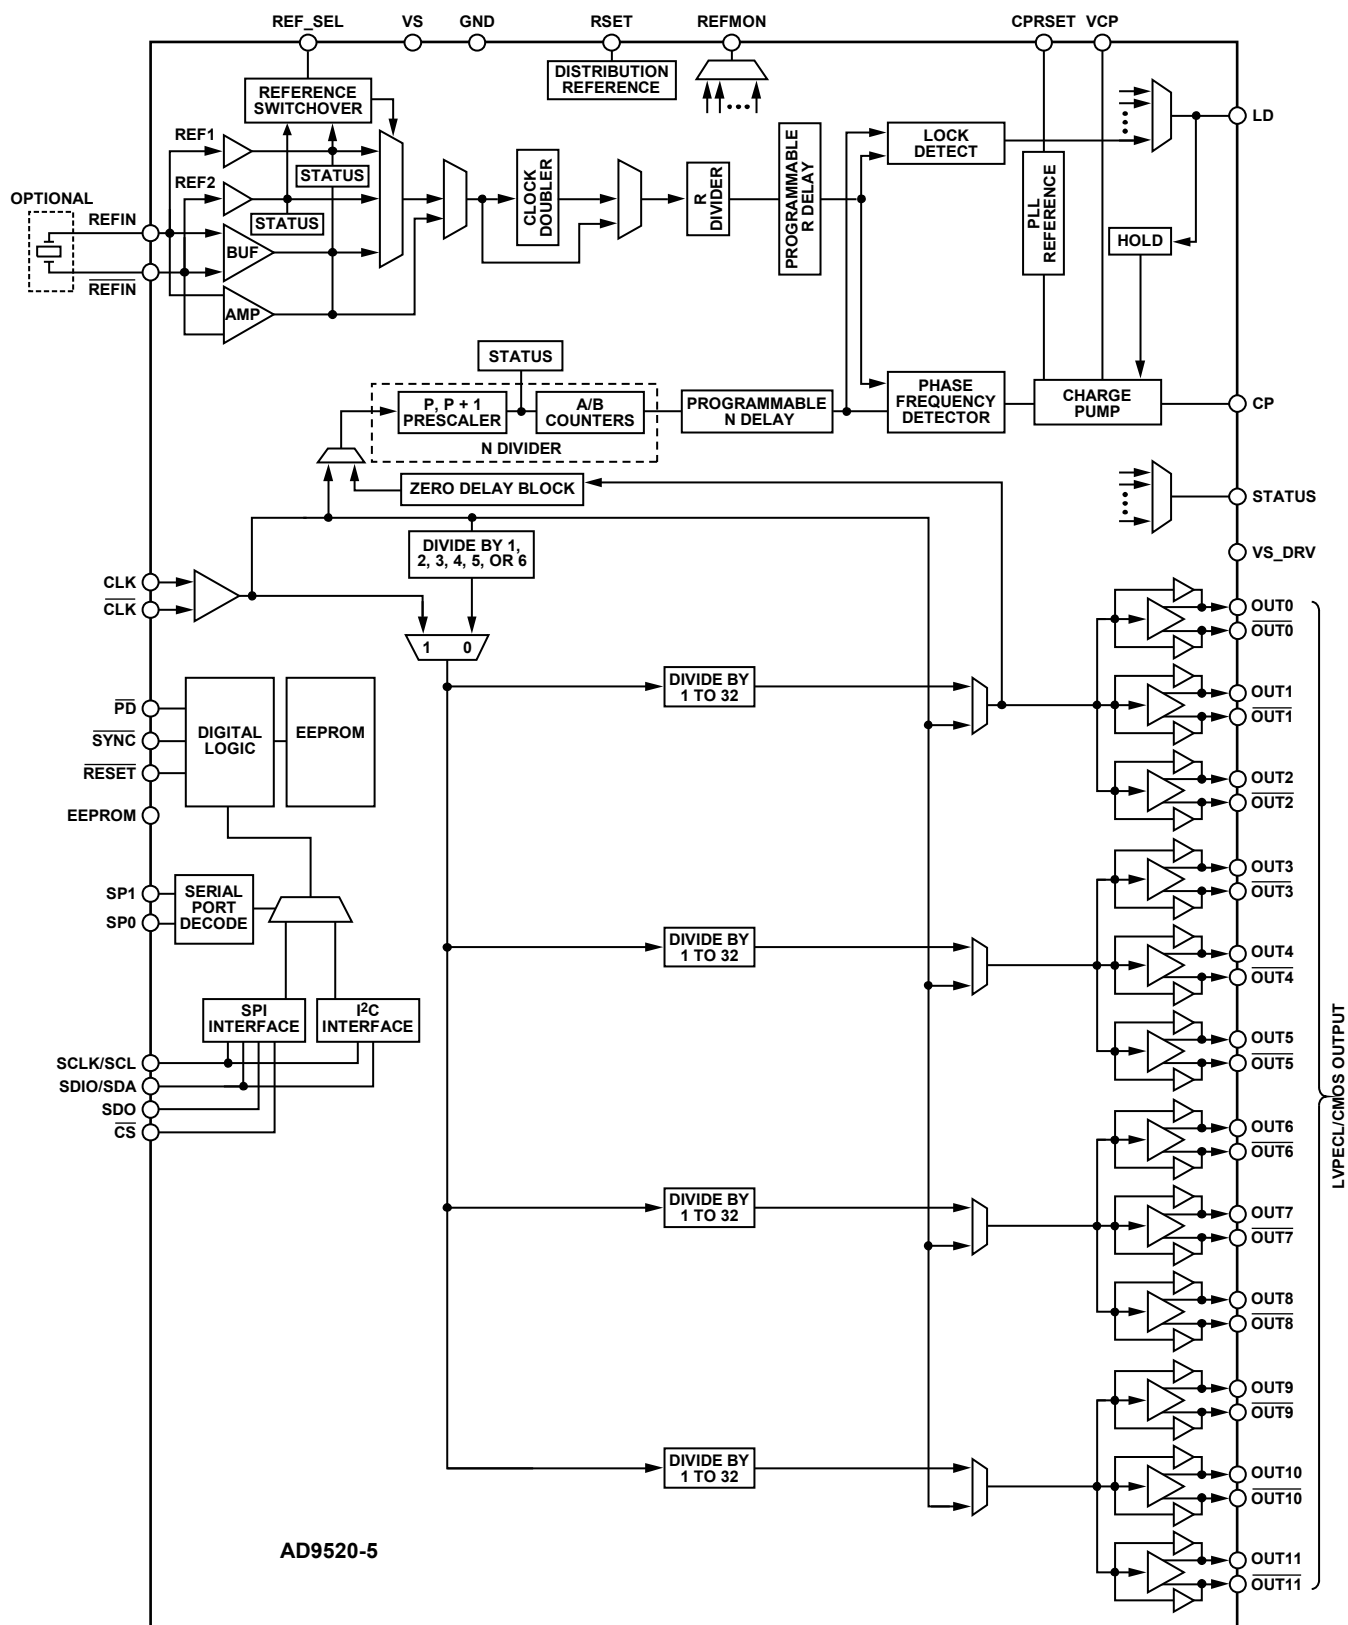 REF_SEL VS GND RSET REFMON CPRSET VCP
DISTRIBUTION
REFERENCE
REFERENCE
SWITCHOVER
REF1
REF2
STATUS
STATUS
OPTIONAL
REFIN
REFIN
BUF
AMP
CLOCK
DOUBLER
R
DIVIDER
PROGRAMMABLE
R DELAY
LOCK
DETECT
LD
PLL
REFERENCE
HOLD
STATUS
P, P + 1
PRESCALER
A/B
COUNTERS
N DIVIDER
PROGRAMMABLE
N DELAY
PHASE
FREQUENCY
DETECTOR
CHARGE
PUMP
CP
ZERO DELAY BLOCK
STATUS
DIVIDE BY 1,
2, 3, 4, 5, OR 6
VS_DRV
CLK
CLK
1 0
OUT0
OUT0
DIVIDE BY
1 TO 32
OUT1
OUT1
OUT2
OUT2
PD
SYNC
RESET
DIGITAL
LOGIC
EEPROM
EEPROM
SP1
SP0
SERIAL
PORT
DECODE
OUT3
OUT3
DIVIDE BY
1 TO 32
OUT4
OUT4
OUT5
OUT5
SPI
INTERFACE
I2C
INTERFACE
SCLK/SCL
SDIO/SDA
SDO
CS
LVPECL/CMOS OUTPUT
OUT6
OUT6
DIVIDE BY
1 TO 32
OUT7
OUT7
OUT8
OUT8
OUT9
OUT9
DIVIDE BY
1 TO 32
OUT10
OUT10
OUT11
OUT11
AD9520-5